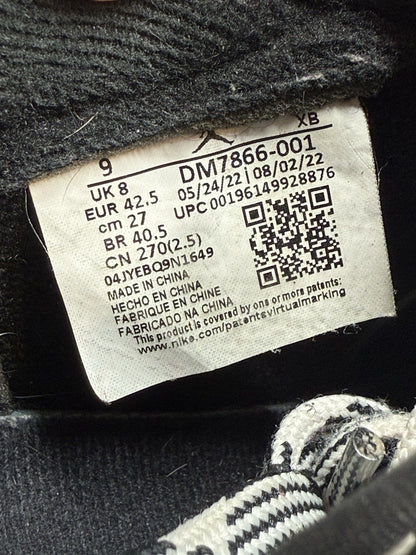 9 XB
UK 8 DM7866-001
EUR 42.5 05/24/22 | 08/02/22
cm 27 UPC 00196149928876
BR 40.5
CN 270(2.5)
04JYEBQ9N1649
MADE IN CHINA
HECHO EN CHINA
FABRIQUE EN CHINE
FABRICADO NA CHINA
This product is covered by one or more patents:
www.nike.com/patentsvirtualmarking